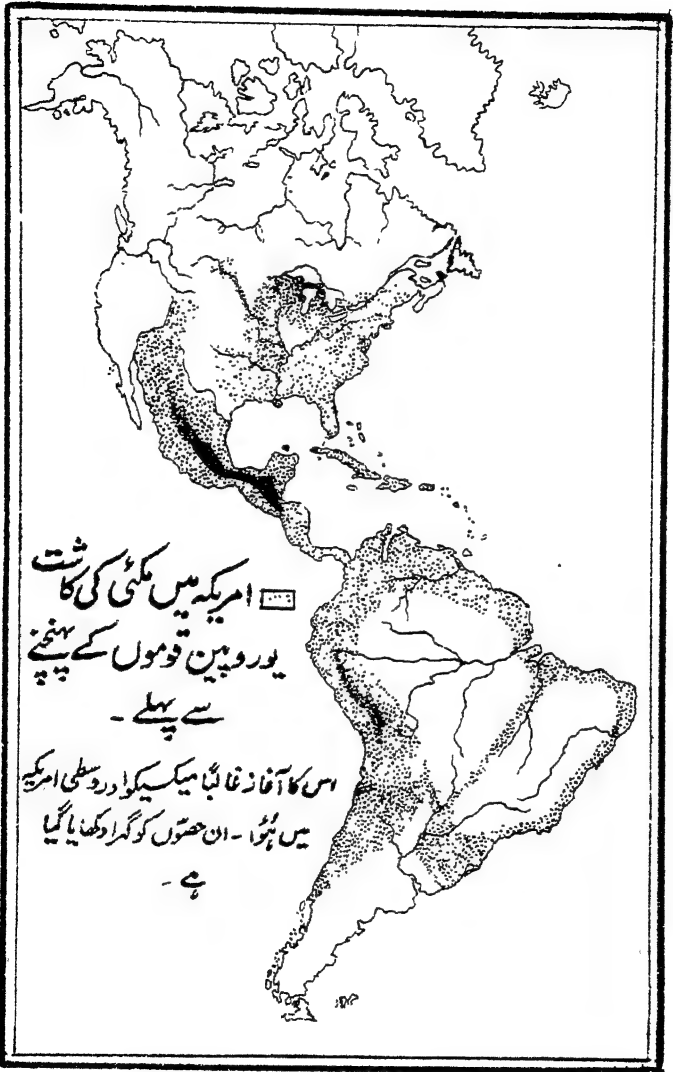 امریکہ میں مکئی کی کاشت
یوروپین قوموں کے پہنچنے
سے پہلے ۔
اس کا آغاز غالباً میکسیکو اور وسطی امریکہ
میں ہُوا ۔ ان حصّوں کو گہرا دکھایا گیا
ہے ۔